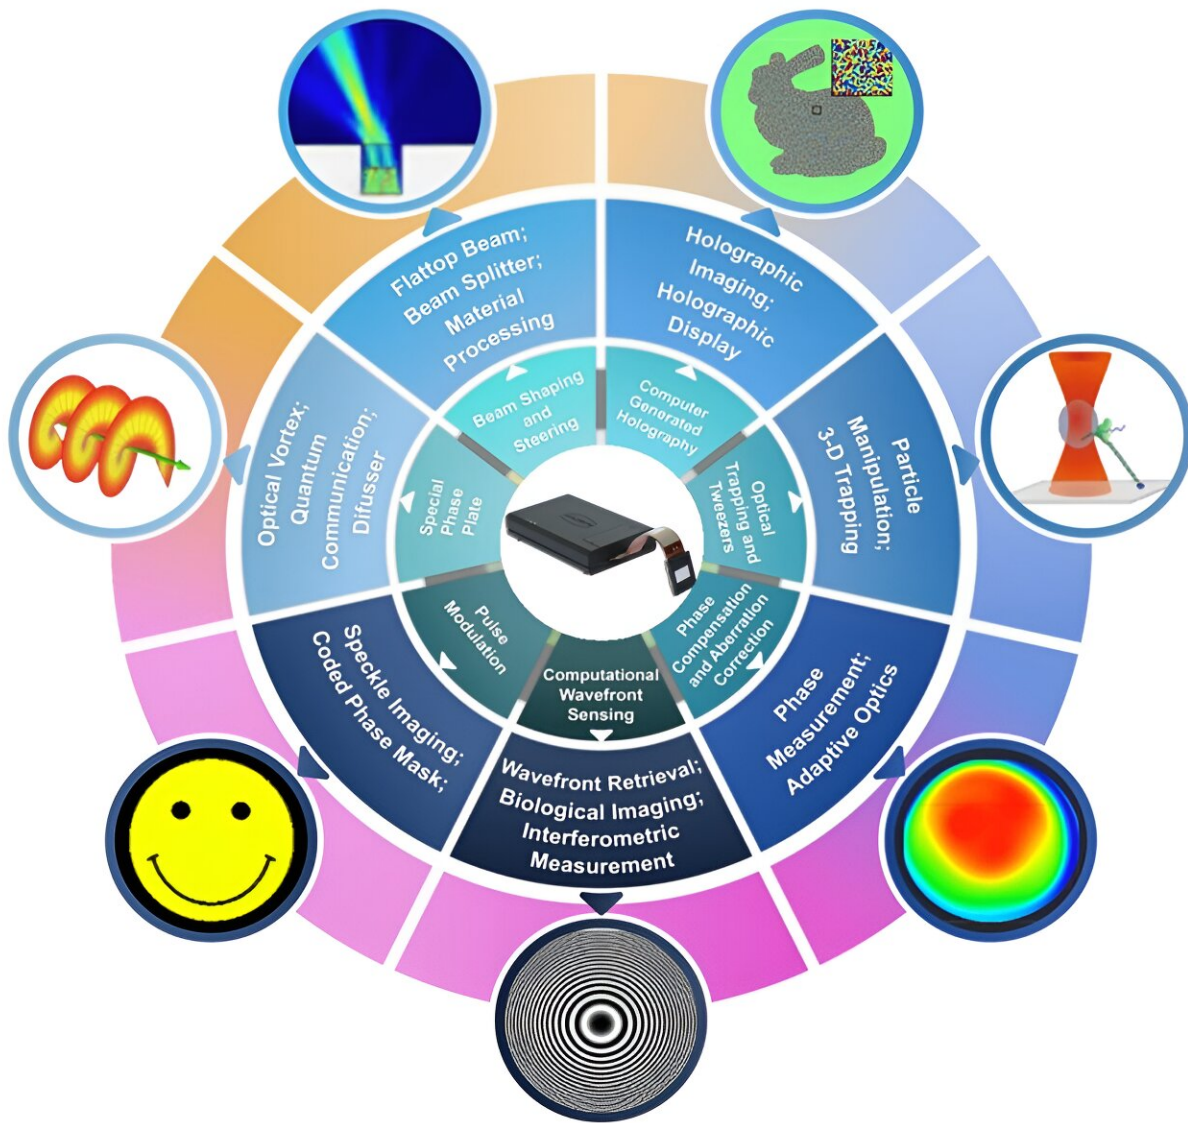 Flattop Beam;
Beam Splitter;
Material
Processing
Holographic
Imaging;
Holographic
Display
Particle
Manipulation;
3-D Trapping
Phase
Measurement;
Adaptive Optics
Wavefront Retrieval;
Biological Imaging;
Interferometric
Measurement
Speckle Imaging;
Coded Phase Mask;
Optical Vortex;
Quantum
Communication;
Difusser
Beam Shaping
and
Steering
Computer
Generated
Holography
Optical
Trapping and
Tweezers
Phase
Compensation
and Aberration
Correction
Computational
Wavefront
Sensing
Pulse
Modulation
Special
Phase
Plate